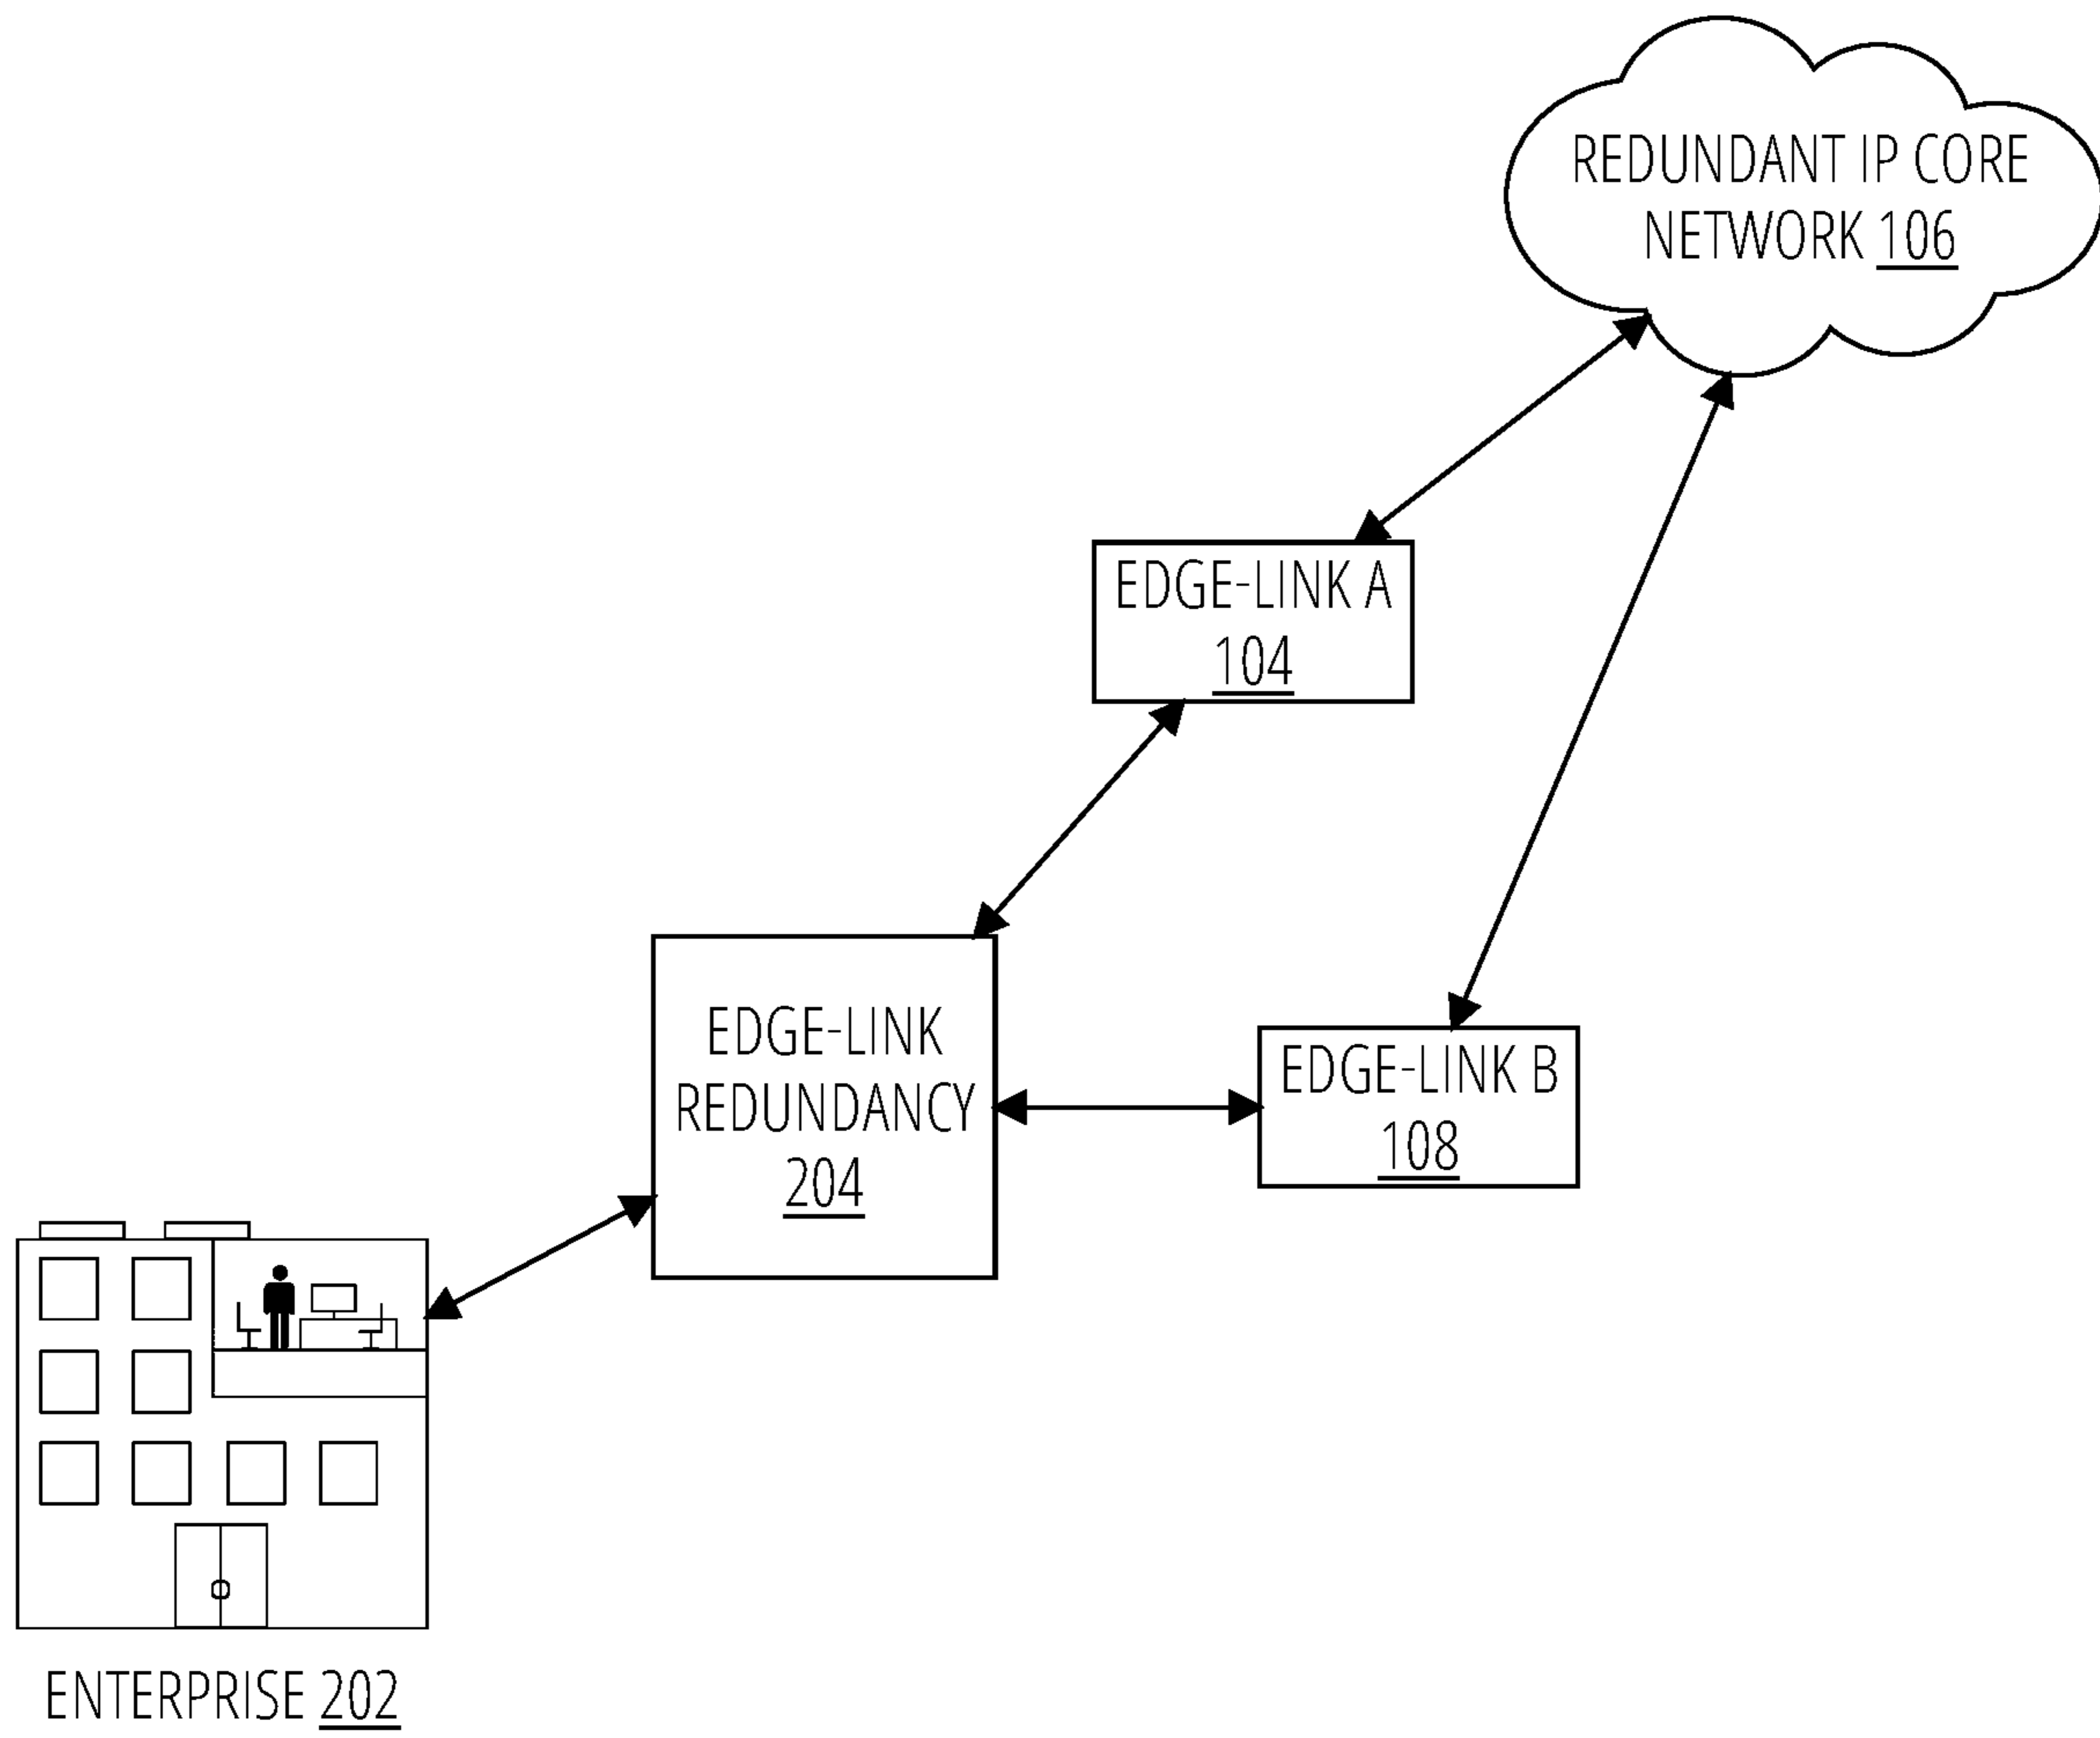 REDUNDANT IP CORE
NETWORK 106
EDGE-LINK A
104
EDGE-LINK
REDUNDANCY
204
EDGE-LINK B
108
ENTERPRISE 202